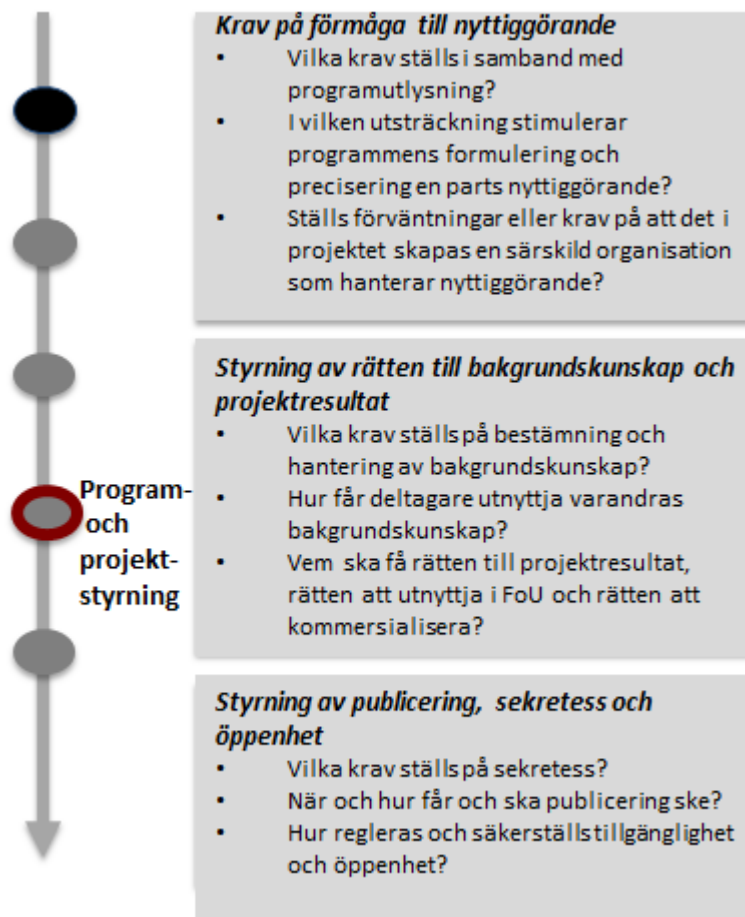 Krav på förmåga till nyttiggörande
• Vilka krav ställs i samband med
programutlysning?
• I vilken utsträckning stimulerar
programmens formulering och
precisering en parts nyttiggörande?
• Ställs förväntningar eller krav på att det i
projektet skapas en särskild organisation
som hanterar nyttiggörande?
Program-
och
projekt-
styrning
Styrning av rätten till bakgrundskunskap och
projektresultat
• Vilka krav ställs på bestämning och
hantering av bakgrundskunskap?
• Hur får deltagare utnyttja varandras
bakgrundskunskap?
• Vem ska få rätten till projektresultat,
rätten att utnyttja i FoU och rätten att
kommersialisera?
Styrning av publicering, sekretess och
öppenhet
• Vilka krav ställs på sekretess?
• När och hur får och ska publicering ske?
• Hur regleras och säkerställs tillgänglighet
och öppenhet?